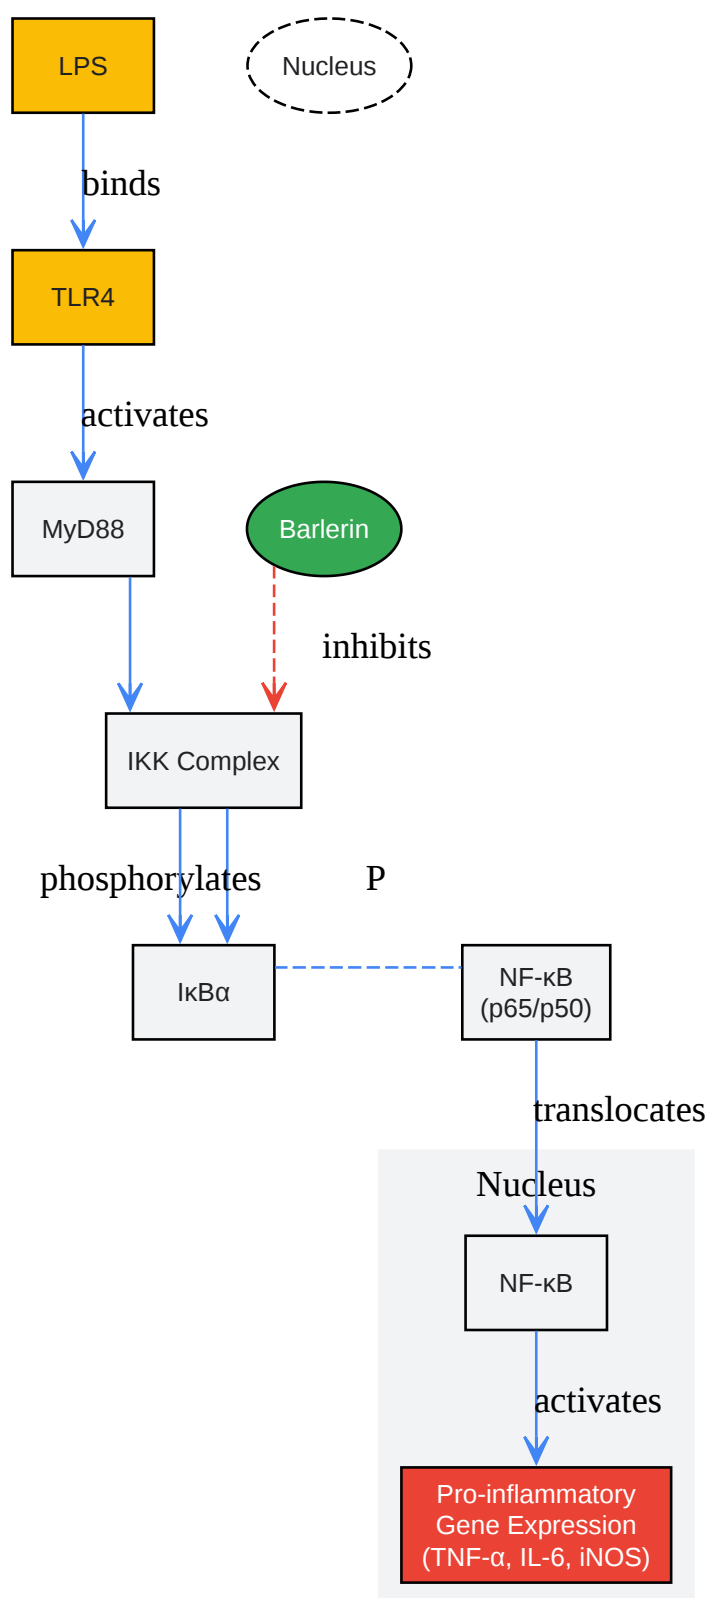 LPS
Nucleus
binds
TLR4
activates
MyD88
Barlerin
inhibits
IKK Complex
phosphorylates
P
IκBα
NF-κB
(p65/p50)
translocates
Nucleus
NF-κB
activates
Pro-inflammatory
Gene Expression
(TNF-α, IL-6, iNOS)